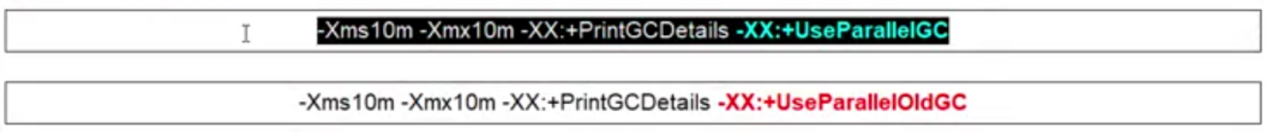 -Xms10m -Xmx10m -XX:+PrintGCDetails -XX:+UseParallelGC
-Xms10m -Xmx10m -XX:+PrintGCDetails -XX:+UseParallelOldGC